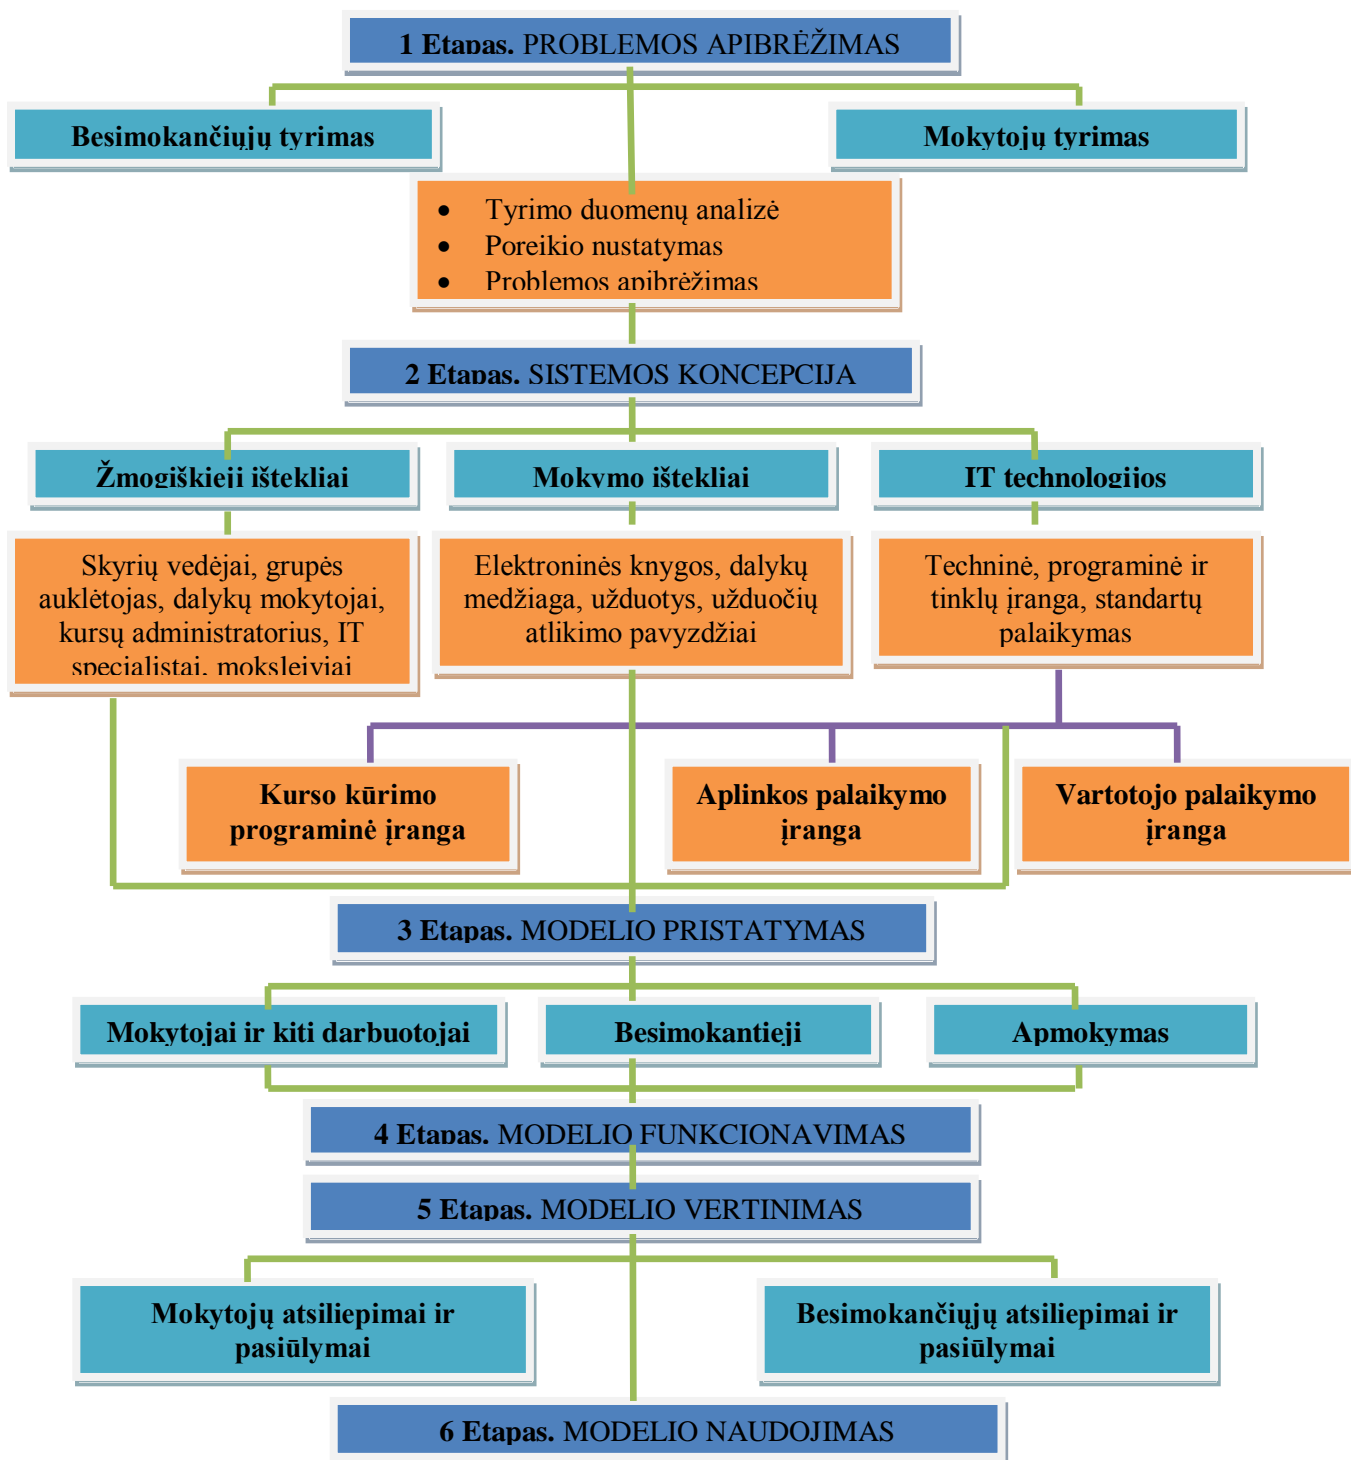 1 Etapas. PROBLEMOS APIBRĖŽIMAS
Besimokančiųjų tyrimas
Mokytojų tyrimas
• Tyrimo duomenų analizė
• Poreikio nustatymas
• Problemos apibrėžimas
2 Etapas. SISTEMOS KONCEPCIJA
Žmogiškieji ištekliai
Mokymo ištekliai
IT technologijos
Skyrių vedėjai, grupės
auklėtojas, dalykų mokytojai,
kursų administratorius, IT
specialistai, moksleiviai
Elektroninės knygos, dalykų
medžiaga, užduotys, užduočių
atlikimo pavyzdžiai
Techninė, programinė ir
tinklų įranga, standartų
palaikymas
Kurso kūrimo
programinė įranga
Aplinkos palaikymo
įranga
Vartotojo palaikymo
įranga
3 Etapas. MODELIO PRISTATYMAS
Mokytojai ir kiti darbuotojai
Besimokantieji
Apmokymas
4 Etapas. MODELIO FUNKCIONAVIMAS
5 Etapas. MODELIO VERTINIMAS
Mokytojų atsiliepimai ir
pasiūlymai
Besimokančiųjų atsiliepimai ir
pasiūlymai
6 Etapas. MODELIO NAUDOJIMAS